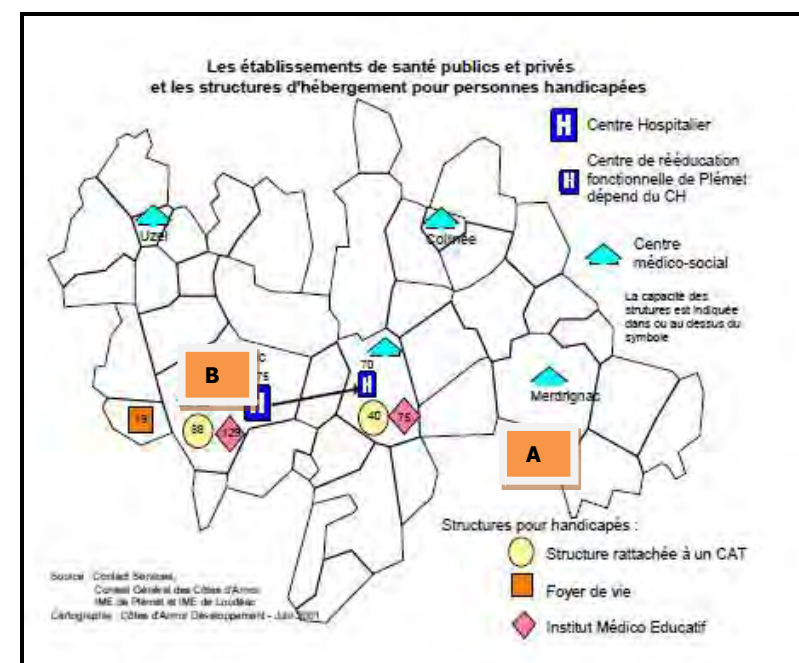 Les établissements de santé publics et privés
et les structures d'hébergement pour personnes handicapées
Centre Hospitalier
Centre de rééducation
fonctionnelle de Plémet
dépend du CH
Centre
médico-social
La capacité des
strutures est indiquée
dans ou au dessus du
symbole
H
H
Uzel
Colinée
C
75
B
H
70
H
Merdrignac
19
88
129
40
75
A
Structures pour handicapés :
Structure rattachée à un CAT
Foyer de vie
Institut Médico Educatif
Source : Contact Services,
Conseil Général des Côtes d'Armor
IME de Plémet et IME de Loudéac
Cartographie : Côtes d'Armor Développement - Juin 2001